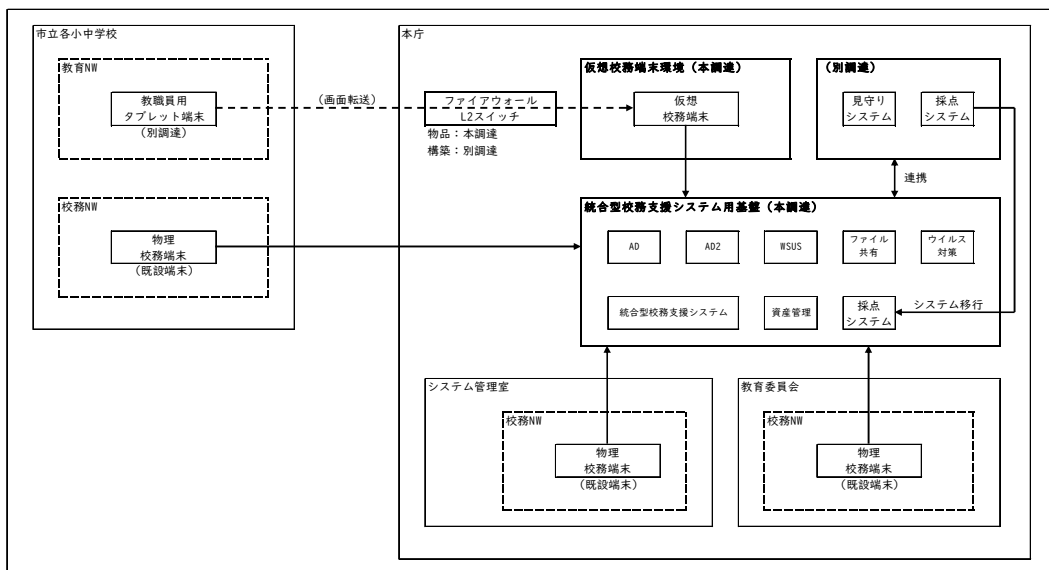 市立各小中学校
教育NW
教職員用
タブレット端末
(別調達)
校務NW
物理
校務端末
(既設端末)
本庁
(画面転送)
ファイアウォール
L2スイッチ
物品：本調達
構築：別調達
仮想校務端末環境(本調達)
仮想
校務端末
(別調達)
見守り
システム
採点
システム
連携
統合型校務支援システム用基盤(本調達)
AD
AD2
WSUS
ファイル
共有
ウイルス
対策
統合型校務支援システム
資産管理
採点
システム
システム移行
システム管理室
校務NW
物理
校務端末
(既設端末)
教育委員会
校務NW
物理
校務端末
(既設端末)